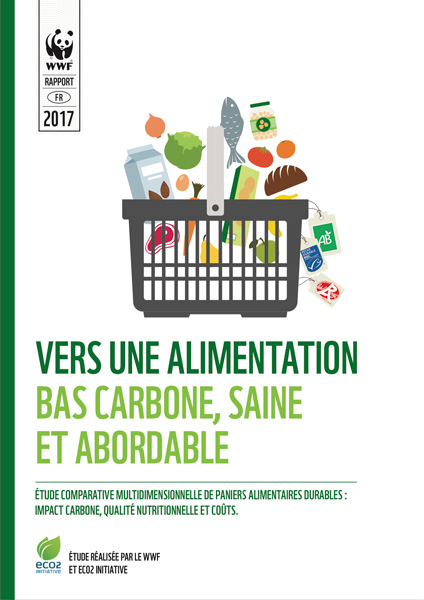 WWF
RAPPORT
FR
2017
AB
VERS UNE ALIMENTATION
BAS CARBONE, SAINE
ET ABORDABLE
ÉTUDE COMPARATIVE MULTIDIMENSIONNELLE DE PANIERS ALIMENTAIRES DURABLES :
IMPACT CARBONE, QUALITÉ NUTRITIONNELLE ET COÛTS.
ECO2
INITIATIVE
ÉTUDE RÉALISÉE PAR LE WWF
ET ECO2 INITIATIVE